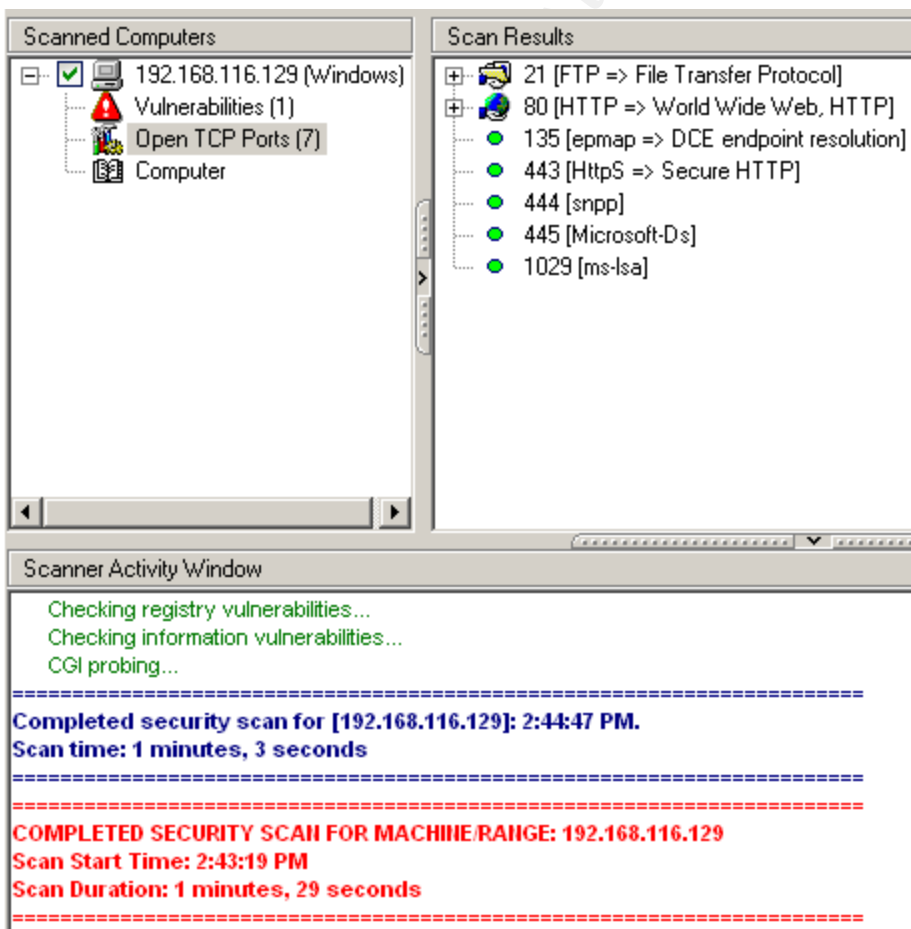 Scanned Computers
192.168.116.129 (Windows)
Vulnerabilities (1)
Open TCP Ports (7)
Computer
Scan Results
21 [FTP => File Transfer Protocol]
80 [HTTP => World Wide Web, HTTP]
135 [epmap => DCE endpoint resolution]
443 [HttpS => Secure HTTP]
444 [snpp]
445 [Microsoft-Ds]
1029 [ms-lsa]
Scanner Activity Window
Checking registry vulnerabilities...
Checking information vulnerabilities...
CGI probing...
Completed security scan for [192.168.116.129]: 2:44:47 PM.
Scan time: 1 minutes, 3 seconds
COMPLETED SECURITY SCAN FOR MACHINE/RANGE: 192.168.116.129
Scan Start Time: 2:43:19 PM
Scan Duration: 1 minutes, 29 seconds